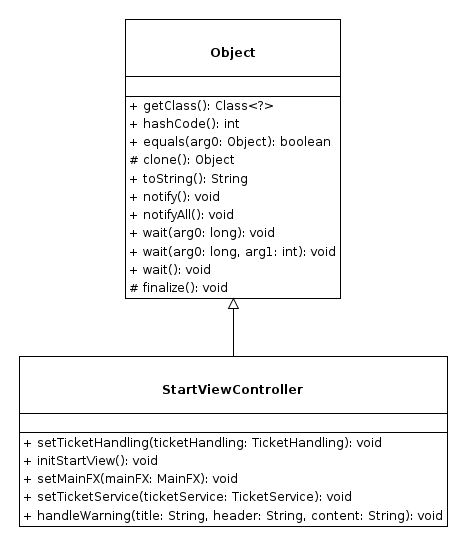 Object
+ getClass(): Class<?>
+ hashCode(): int
+ equals(arg0: Object): boolean
# clone(): Object
+ toString(): String
+ notify(): void
+ notifyAll(): void
+ wait(arg0: long): void
+ wait(arg0: long, arg1: int): void
+ wait(): void
# finalize(): void
StartViewController
+ setTicketHandling(ticketHandling: TicketHandling): void
+ initStartView(): void
+ setMainFX(mainFX: MainFX): void
+ setTicketService(ticketService: TicketService): void
+ handleWarning(title: String, header: String, content: String): void